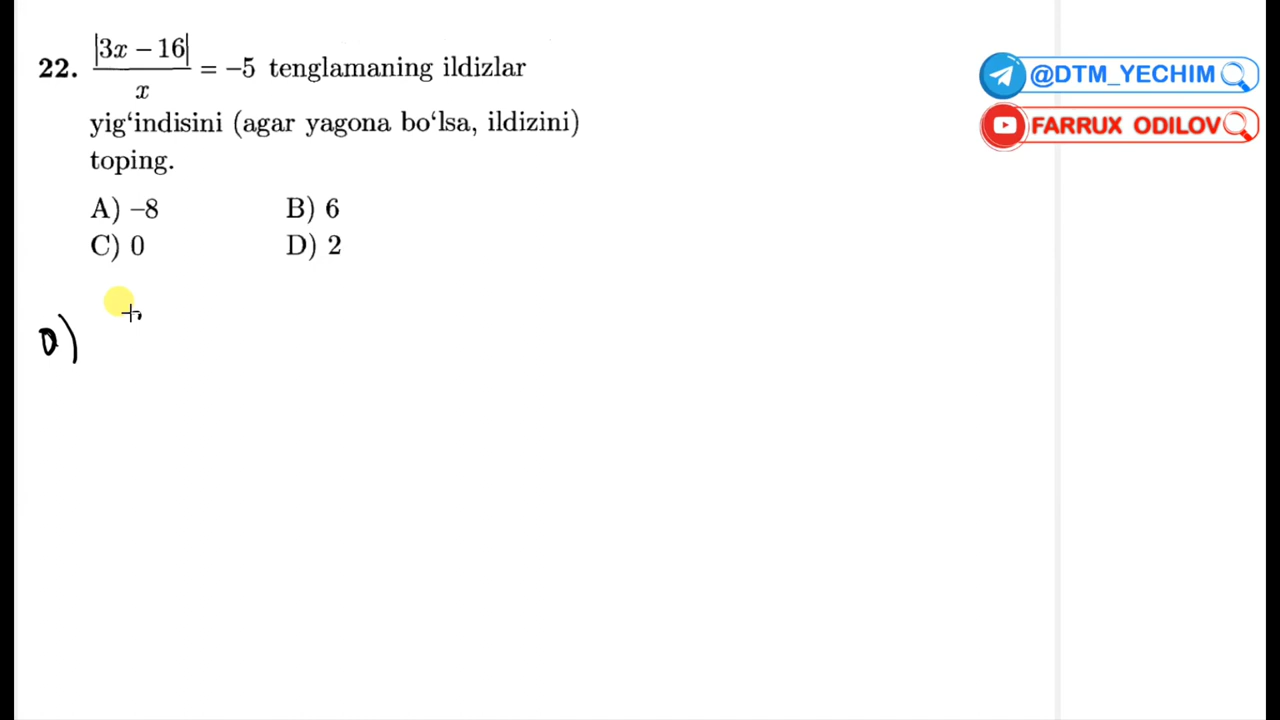 22. |3x – 16| / x = –5 tenglamaning ildizlar
yig‘indisini (agar yagona bo‘lsa, ildizini)
toping.
A) –8 B) 6
C) 0 D) 2
@DTM_YECHIM
FARRUX ODILOV